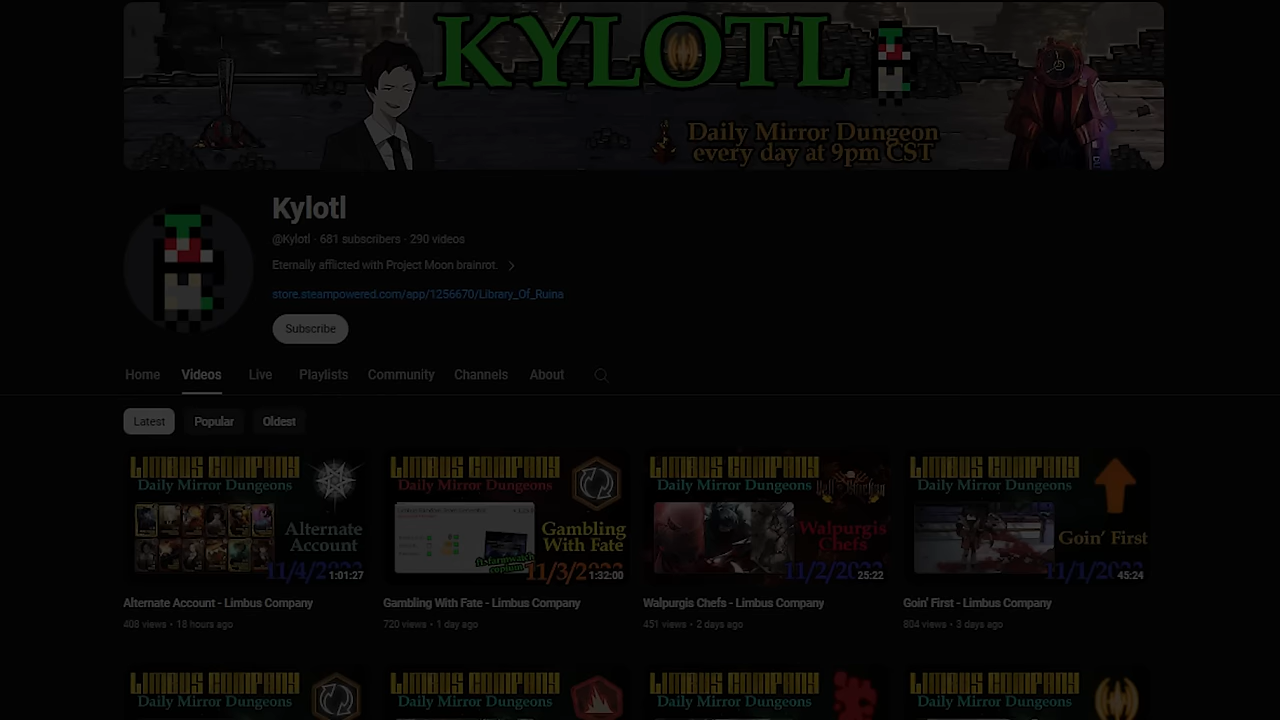 KYLOTL
Daily Mirror Dungeon
every day at 9pm CST
Kylotl
@Kylotl · 681 subscribers · 290 videos
Eternally afflicted with Project Moon brainrot.
store.steampowered.com/app/1256670/Library_Of_Ruina
Subscribe
Home Videos Live Playlists Community Channels About
Latest Popular Oldest
LIMBUS COMPANY LIMBUS COMPANY LIMBUS COMPANY LIMBUS COMPANY
Daily Mirror Dungeons Daily Mirror Dungeons Daily Mirror Dungeons Daily Mirror Dungeons
Alternate Account Gambling With Fate Walpurgis Chefs Goin' First
11/4/2023 11/3/202 11/2/202 11/1/2023
1:01:27 1:32:00 25:22 45:24
Alternate Account - Limbus Company Gambling With Fate - Limbus Company Walpurgis Chefs - Limbus Company Goin' First - Limbus Company
408 views • 18 hours ago 720 views • 1 day ago 451 views • 2 days ago 804 views • 3 days ago
LIMBUS COMPANY LIMBUS COMPANY LIMBUS COMPANY LIMBUS COMPANY
Daily Mirror Dungeons Daily Mirror Dungeons Daily Mirror Dungeons Daily Mirror Dungeons